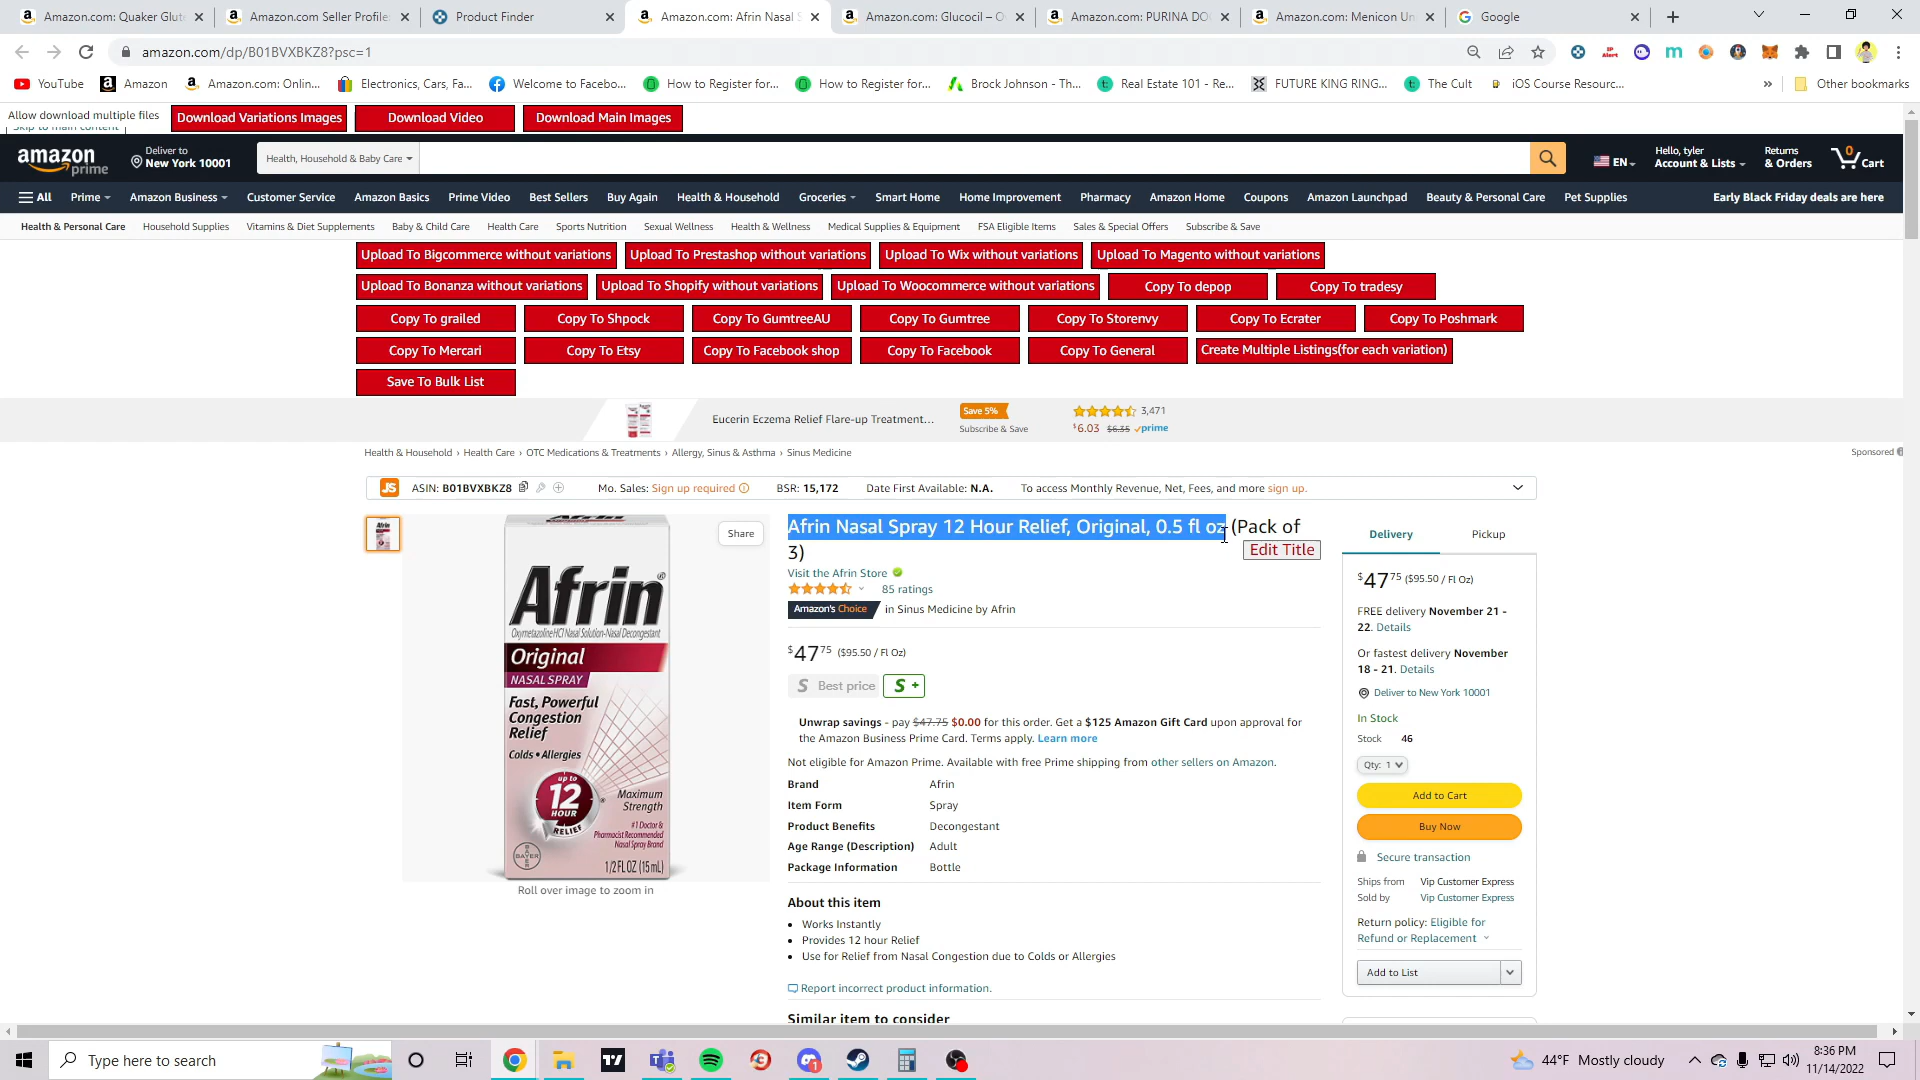 Amazon.com: Quaker Glut
Amazon.com Seller Profile
Product Finder
Amazon.com: Afrin Nasal S
Amazon.com: Glucocil – O
Amazon.com: PURINA DO
Amazon.com: Menicon Un
Google
amazon.com/dp/B01BVXBKZ8?psc=1
YouTube
Amazon
Amazon.com: Onlin...
Electronics, Cars, Fa...
Welcome to Facebo...
How to Register for...
How to Register for...
Brock Johnson - Th...
Real Estate 101 - Re...
FUTURE KING RING...
The Cult
iOS Course Resourc...
»
Other bookmarks
Allow download multiple files
Download Variations Images
Download Video
Download Main Images
Skip to main content
amazon prime
Deliver to
New York 10001
Health, Household & Baby Care
EN
Hello, tyler
Account & Lists
Returns
& Orders
0
Cart
All
Prime
Amazon Business
Customer Service
Amazon Basics
Prime Video
Best Sellers
Buy Again
Health & Household
Groceries
Smart Home
Home Improvement
Pharmacy
Amazon Home
Coupons
Amazon Launchpad
Beauty & Personal Care
Pet Supplies
Early Black Friday deals are here
Health & Personal Care
Household Supplies
Vitamins & Diet Supplements
Baby & Child Care
Health Care
Sports Nutrition
Sexual Wellness
Health & Wellness
Medical Supplies & Equipment
FSA Eligible Items
Sales & Special Offers
Subscribe & Save
Upload To Bigcommerce without variations
Upload To Prestashop without variations
Upload To Wix without variations
Upload To Magento without variations
Upload To Bonanza without variations
Upload To Shopify without variations
Upload To Woocommerce without variations
Copy To depop
Copy To tradesy
Copy To grailed
Copy To Shpock
Copy To GumtreeAU
Copy To Gumtree
Copy To Storenvy
Copy To Ecrater
Copy To Poshmark
Copy To Mercari
Copy To Etsy
Copy To Facebook shop
Copy To Facebook
Copy To General
Create Multiple Listings(for each variation)
Save To Bulk List
Eucerin Eczema Relief Flare-up Treatment...
Save 5%
Subscribe & Save
3,471
$6.03 $6.35 prime
Health & Household › Health Care › OTC Medications & Treatments › Allergy, Sinus & Asthma › Sinus Medicine
Sponsored
JS
ASIN: B01BVXBKZ8
Mo. Sales: Sign up required
BSR: 15,172
Date First Available: N.A.
To access Monthly Revenue, Net, Fees, and more sign up.
Share
Afrin Nasal Spray 12 Hour Relief, Original, 0.5 fl oz (Pack of
3)
Edit Title
Visit the Afrin Store
85 ratings
Amazon's Choice in Sinus Medicine by Afrin
$47 75 ($95.50 / Fl Oz)
S Best price
S +
Unwrap savings - pay $47.75 $0.00 for this order. Get a $125 Amazon Gift Card upon approval for
the Amazon Business Prime Card. Terms apply. Learn more
Not eligible for Amazon Prime. Available with free Prime shipping from other sellers on Amazon.
Brand Afrin
Item Form Spray
Product Benefits Decongestant
Age Range (Description) Adult
Package Information Bottle
About this item
• Works Instantly
• Provides 12 hour Relief
• Use for Relief from Nasal Congestion due to Colds or Allergies
Report incorrect product information.
Similar item to consider
Afrin
Afrin®
Oxymetazoline HCl Nasal Solution-Nasal Decongestant
Original
NASAL SPRAY
Fast, Powerful
Congestion
Relief
Colds • Allergies
up to
12
HOUR
RELIEF
Maximum
Strength
#1 Doctor &
Pharmacist Recommended
Nasal Spray Brand
BAYER
1/2 FL OZ (15 mL)
Roll over image to zoom in
Delivery
Pickup
$47 75 ($95.50 / Fl Oz)
FREE delivery November 21 -
22. Details
Or fastest delivery November
18 - 21. Details
Deliver to New York 10001
In Stock
Stock 46
Qty: 1
Add to Cart
Buy Now
Secure transaction
Ships from Vip Customer Express
Sold by Vip Customer Express
Return policy: Eligible for
Refund or Replacement
Add to List
Type here to search
44°F Mostly cloudy
8:36 PM
11/14/2022